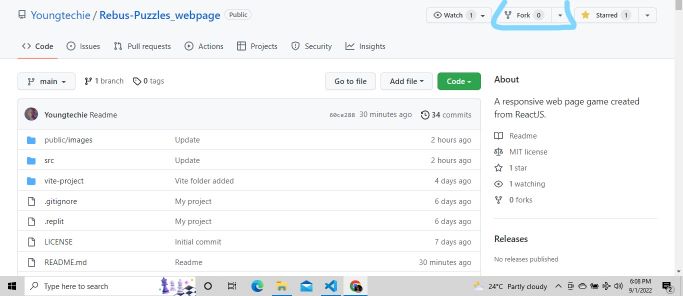 Youngtechie / Rebus-Puzzles_webpage Public
Watch 1
Fork 0
Starred 1
Code Issues Pull requests Actions Projects Security Insights
main 1 branch 0 tags Go to file Add file Code
Youngtechie Readme 60ca288 30 minutes ago 34 commits
public/images Update 2 hours ago
src Update 2 hours ago
vite-project Vite folder added 4 days ago
.gitignore My project 6 days ago
.replit My project 6 days ago
LICENSE Initial commit 7 days ago
README.md Readme 30 minutes ago
About
A responsive web page game created
from ReactJS.
Readme
MIT license
1 star
1 watching
0 forks
Releases
No releases published
Type here to search
24°C Partly cloudy
6:08 PM
9/1/2022
2